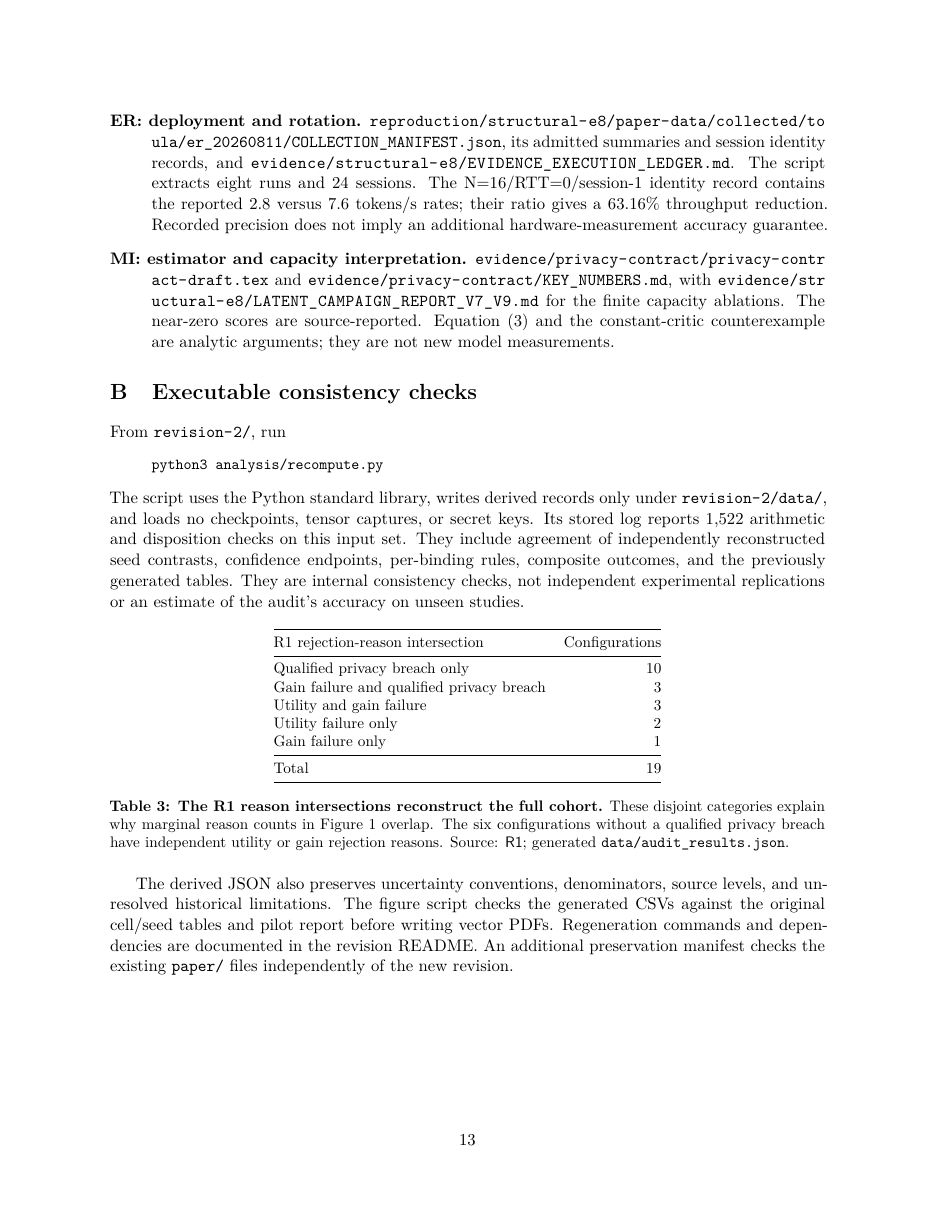 ER: deployment and rotation. reproduction/structural-e8/paper-data/collected/to
ula/er_20260811/COLLECTION_MANIFEST.json, its admitted summaries and session identity
records, and evidence/structural-e8/EVIDENCE_EXECUTION_LEDGER.md. The script
extracts eight runs and 24 sessions. The N=16/RTT=0/session-1 identity record contains
the reported 2.8 versus 7.6 tokens/s rates; their ratio gives a 63.16% throughput reduction.
Recorded precision does not imply an additional hardware-measurement accuracy guarantee.
MI: estimator and capacity interpretation. evidence/privacy-contract/privacy-contr
act-draft.tex and evidence/privacy-contract/KEY_NUMBERS.md, with evidence/str
uctural-e8/LATENT_CAMPAIGN_REPORT_V7_V9.md for the finite capacity ablations. The
near-zero scores are source-reported. Equation (3) and the constant-critic counterexample
are analytic arguments; they are not new model measurements.
B Executable consistency checks
From revision-2/, run
python3 analysis/recompute.py
The script uses the Python standard library, writes derived records only under revision-2/data/,
and loads no checkpoints, tensor captures, or secret keys. Its stored log reports 1,522 arithmetic
and disposition checks on this input set. They include agreement of independently reconstructed
seed contrasts, confidence endpoints, per-binding rules, composite outcomes, and the previously
generated tables. They are internal consistency checks, not independent experimental replications
or an estimate of the audit's accuracy on unseen studies.
R1 rejection-reason intersection Configurations
Qualified privacy breach only 10
Gain failure and qualified privacy breach 3
Utility and gain failure 3
Utility failure only 2
Gain failure only 1
Total 19
Table 3: The R1 reason intersections reconstruct the full cohort. These disjoint categories explain
why marginal reason counts in Figure 1 overlap. The six configurations without a qualified privacy breach
have independent utility or gain rejection reasons. Source: R1; generated data/audit_results.json.
The derived JSON also preserves uncertainty conventions, denominators, source levels, and un-
resolved historical limitations. The figure script checks the generated CSVs against the original
cell/seed tables and pilot report before writing vector PDFs. Regeneration commands and depen-
dencies are documented in the revision README. An additional preservation manifest checks the
existing paper/ files independently of the new revision.
13